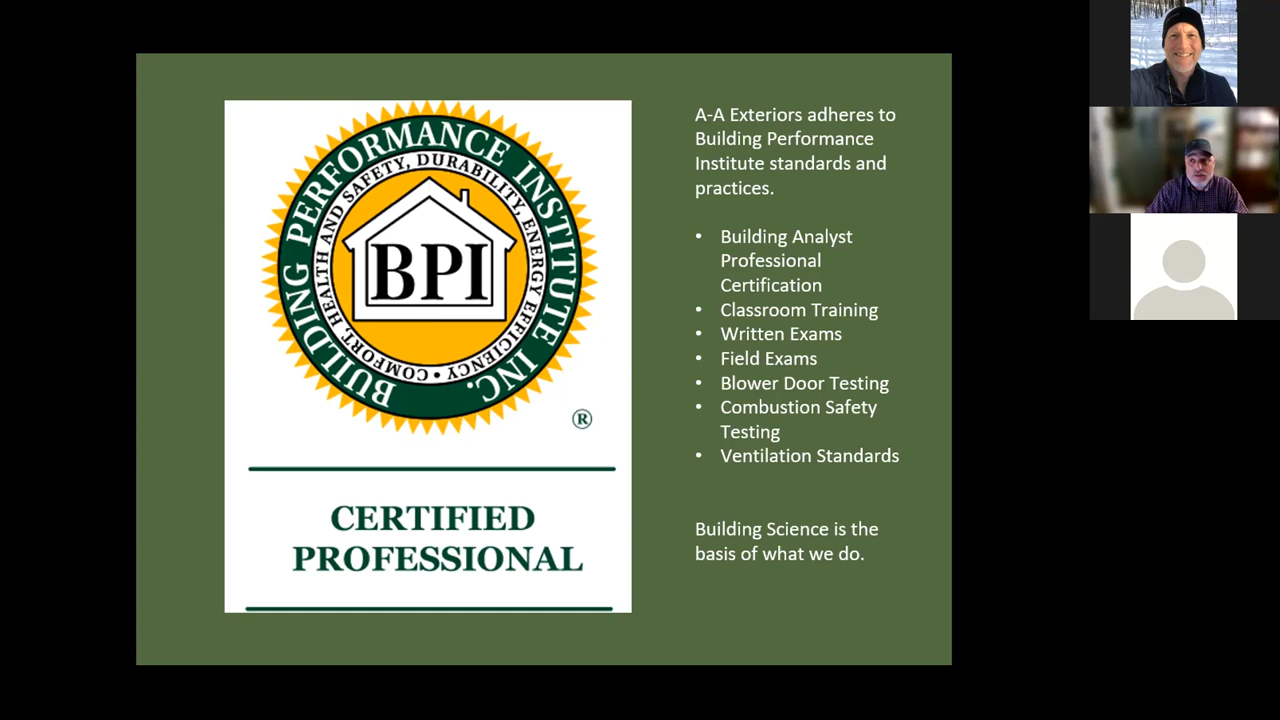 BUILDING PERFORMANCE INSTITUTE INC.
COMFORT, HEALTH AND SAFETY, DURABILITY, ENERGY EFFICIENCY •
BPI
®
CERTIFIED
PROFESSIONAL
A-A Exteriors adheres to
Building Performance
Institute standards and
practices.
• Building Analyst
Professional
Certification
• Classroom Training
• Written Exams
• Field Exams
• Blower Door Testing
• Combustion Safety
Testing
• Ventilation Standards
Building Science is the
basis of what we do.